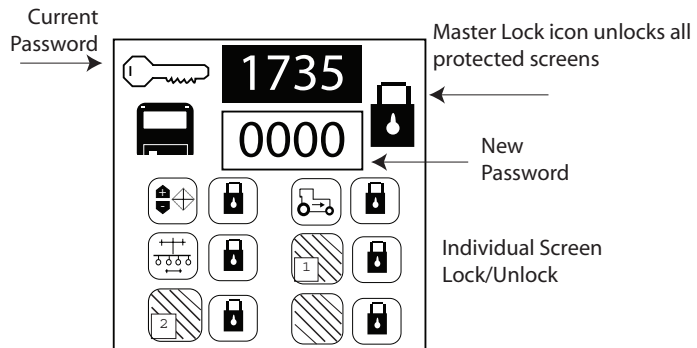 Current
Password
Master Lock icon unlocks all
protected screens
1735
0000
New
Password
Individual Screen
Lock/Unlock
1
2